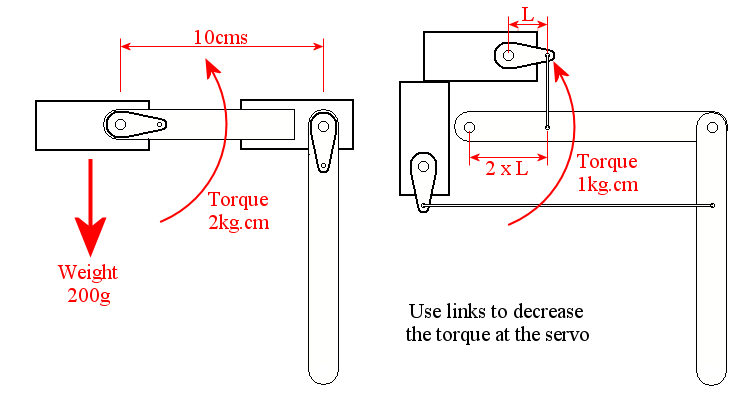 10cms
Torque
2kg.cm
Weight
200g
L
2 x L
Torque
1kg.cm
Use links to decrease
the torque at the servo